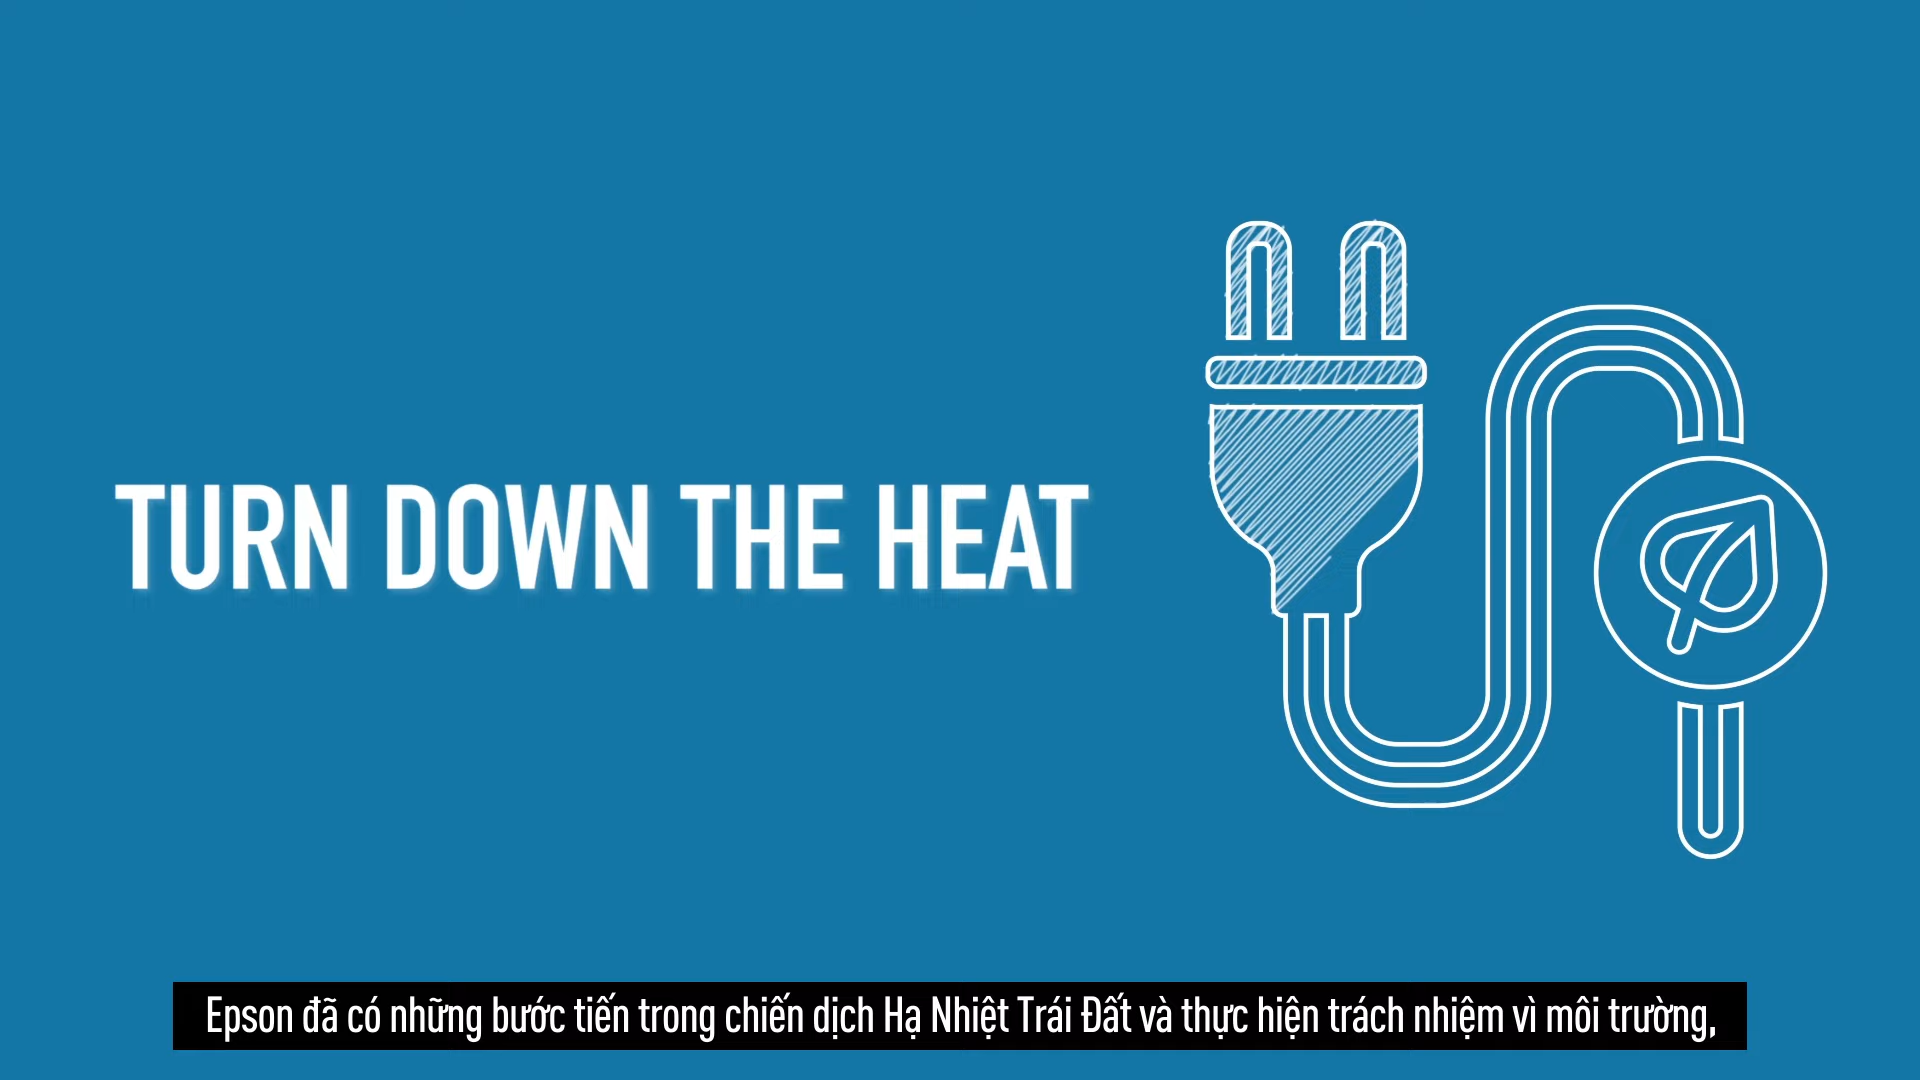 TURN DOWN THE HEAT
Epson đã có những bước tiến trong chiến dịch Hạ Nhiệt Trái Đất và thực hiện trách nhiệm vì môi trường,